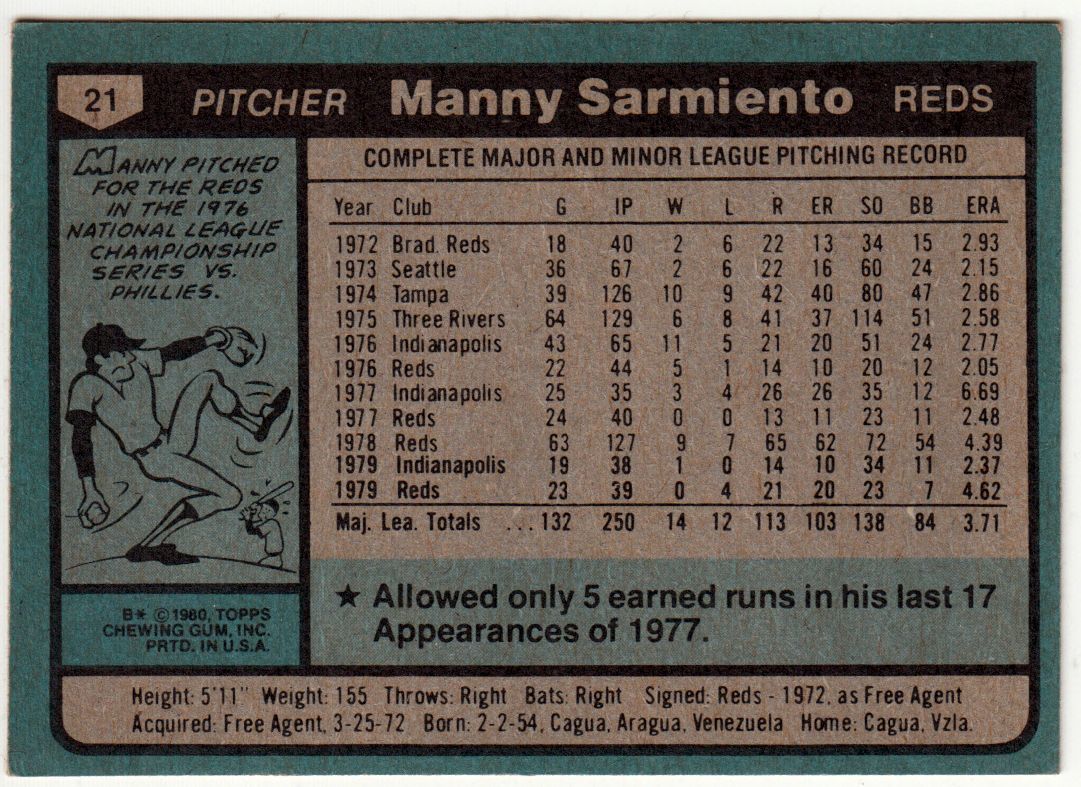 21 PITCHER Manny Sarmiento REDS
MANNY PITCHED
FOR THE REDS
IN THE 1976
NATIONAL LEAGUE
CHAMPIONSHIP
SERIES VS.
PHILLIES.
COMPLETE MAJOR AND MINOR LEAGUE PITCHING RECORD
Year Club G IP W L R ER SO BB ERA
1972 Brad. Reds 18 40 2 6 22 13 34 15 2.93
1973 Seattle 36 67 2 6 22 16 60 24 2.15
1974 Tampa 39 126 10 9 42 40 80 47 2.86
1975 Three Rivers 64 129 6 8 41 37 114 51 2.58
1976 Indianapolis 43 65 11 5 21 20 51 24 2.77
1976 Reds 22 44 5 1 14 10 20 12 2.05
1977 Indianapolis 25 35 3 4 26 26 35 12 6.69
1977 Reds 24 40 0 0 13 11 23 11 2.48
1978 Reds 63 127 9 7 65 62 72 54 4.39
1979 Indianapolis 19 38 1 0 14 10 34 11 2.37
1979 Reds 23 39 0 4 21 20 23 7 4.62
Maj. Lea. Totals ... 132 250 14 12 113 103 138 84 3.71
★ Allowed only 5 earned runs in his last 17
Appearances of 1977.
B* © 1980, TOPPS
CHEWING GUM, INC.
PRTD. IN U.S.A.
Height: 5'11" Weight: 155 Throws: Right Bats: Right Signed: Reds - 1972, as Free Agent
Acquired: Free Agent, 3-25-72 Born: 2-2-54, Cagua, Aragua, Venezuela Home: Cagua, Vzla.